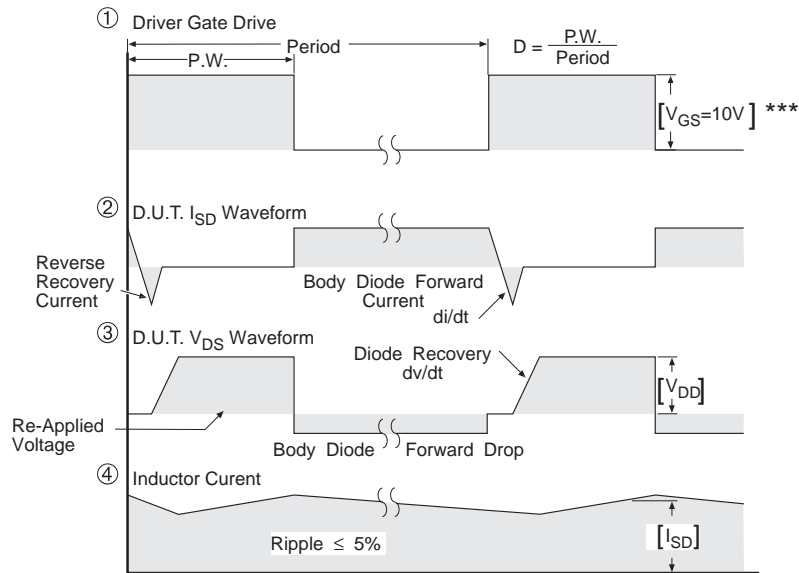 ① Driver Gate Drive
Period
P.W.
D = P.W.
Period
[VGS=10V] ***
② D.U.T. ISD Waveform
Reverse
Recovery
Current
Body Diode Forward
Current
di/dt
③ D.U.T. VDS Waveform
Diode Recovery
dv/dt
[VDD]
Re-Applied
Voltage
Body Diode Forward Drop
④ Inductor Curent
Ripple ≤ 5%
[ISD]